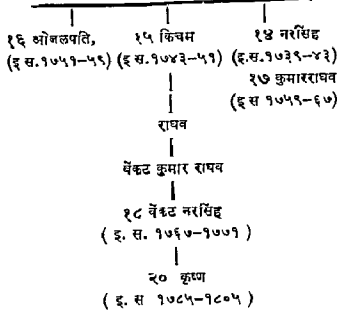 १६ ओबलपति, १५ किचम १४ नरसिंह
(इ स.१७५१-५९) (इ स.१७४३-५१) (इ.स.१७३९-४३)
१७ कुमारराघव
(इ स १७५९-६७)
राघव
वेंकट कुमार राघव
१८ वेंकट नरसिंह
( इ. स. १७६७-१७७१ )
२० कृष्ण
( इ. स १७८५-१८०५ )